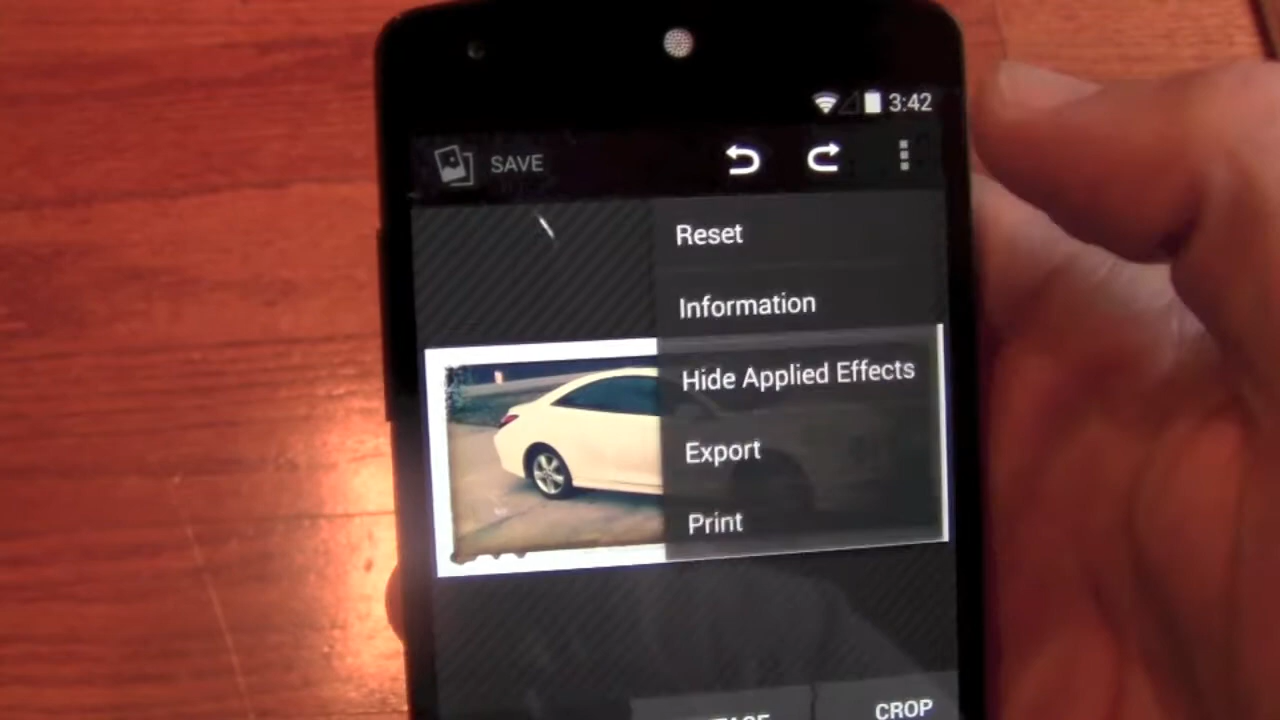 3:42
SAVE
Reset
Information
Hide Applied Effects
Export
Print
CROP